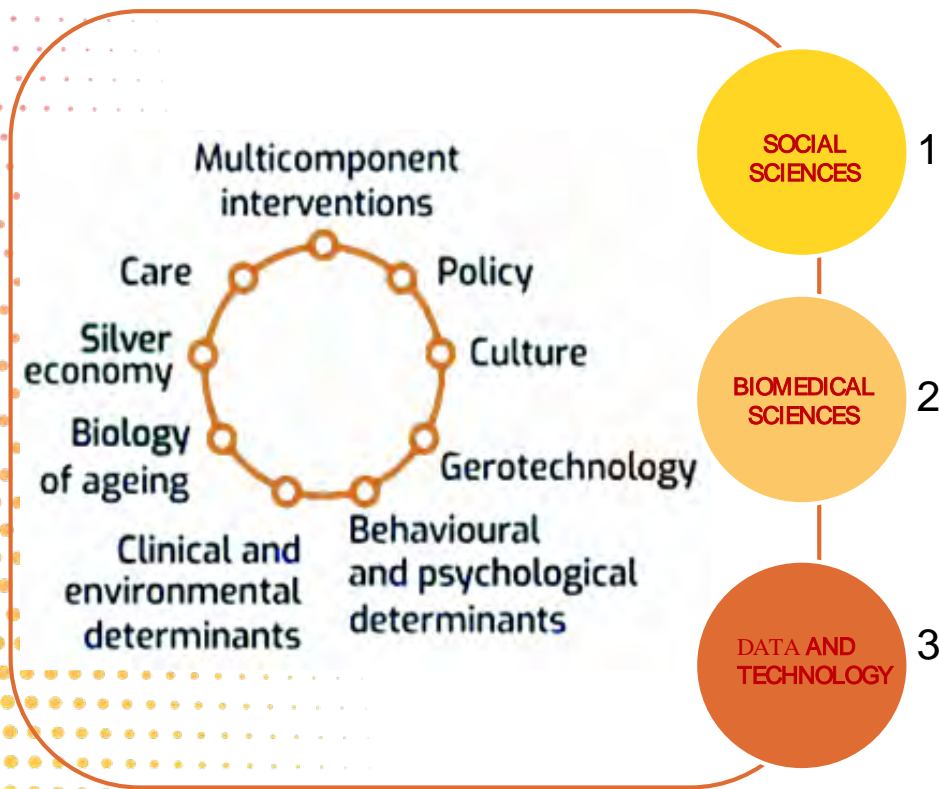 Multicomponent
interventions
Care
Policy
Silver
economy
Culture
Biology
of ageing
Gerotechnology
Clinical and
environmental
determinants
Behavioural
and psychological
determinants
SOCIAL
SCIENCES
1
BIOMEDICAL
SCIENCES
2
DATA AND
TECHNOLOGY
3